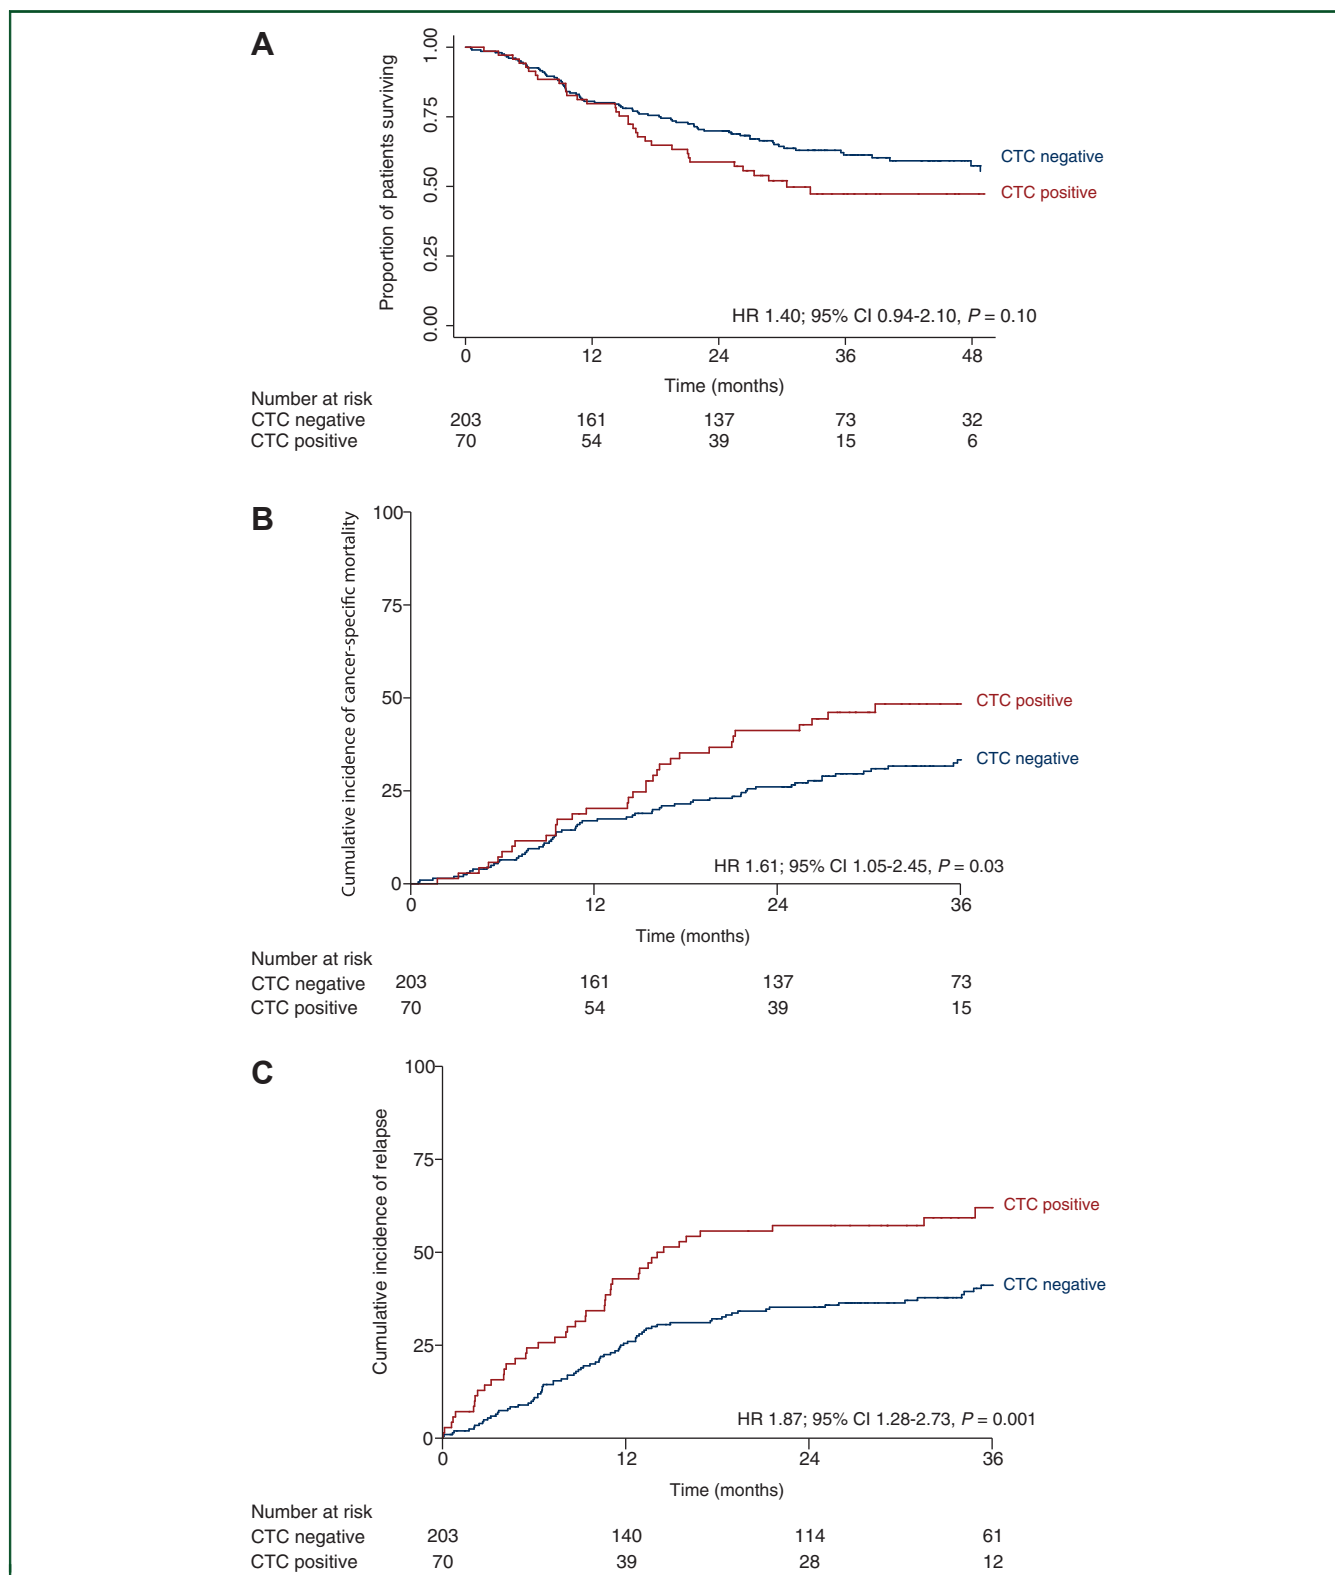 A
Proportion of patients surviving
1.00
0.75
0.50
0.25
0.00
CTC negative
CTC positive
HR 1.40; 95% CI 0.94-2.10, P = 0.10
0 12 24 36 48
Time (months)
Number at risk
CTC negative 203 161 137 73 32
CTC positive 70 54 39 15 6
B
Cumulative incidence of cancer-specific mortality
100
75
50
25
0
CTC positive
CTC negative
HR 1.61; 95% CI 1.05-2.45, P = 0.03
0 12 24 36
Time (months)
Number at risk
CTC negative 203 161 137 73
CTC positive 70 54 39 15
C
Cumulative incidence of relapse
100
75
50
25
0
CTC positive
CTC negative
HR 1.87; 95% CI 1.28-2.73, P = 0.001
0 12 24 36
Time (months)
Number at risk
CTC negative 203 140 114 61
CTC positive 70 39 28 12